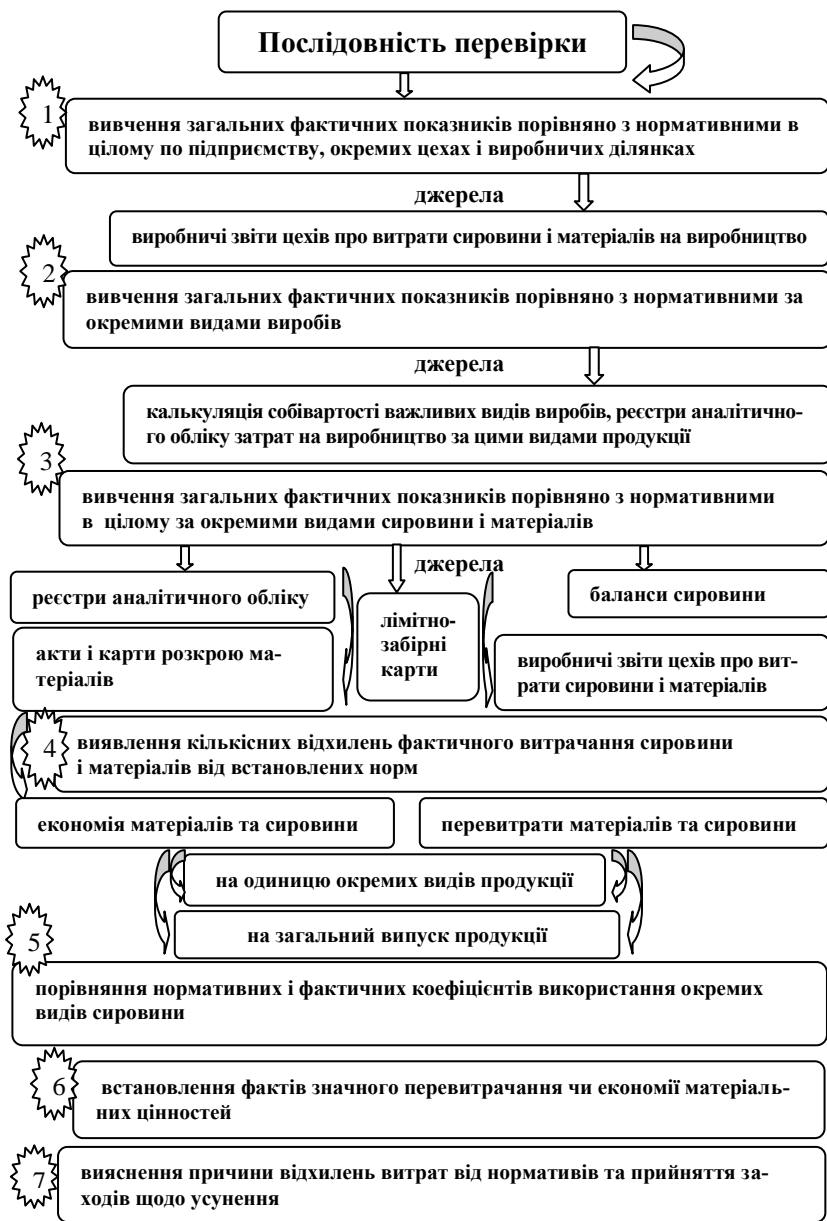 Послідовність перевірки
1
вивчення загальних фактичних показників порівняно з нормативними в
цілому по підприємству, окремих цехах і виробничих ділянках
джерела
виробничі звіти цехів про витрати сировини і матеріалів на виробництво
2
вивчення загальних фактичних показників порівняно з нормативними за
окремими видами виробів
джерела
калькуляція собівартості важливих видів виробів, реєстри аналітично-
го обліку затрат на виробництво за цими видами продукції
3
вивчення загальних фактичних показників порівняно з нормативними
в цілому за окремими видами сировини і матеріалів
джерела
реєстри аналітичного обліку
акти і карти розкрою ма-
теріалів
лімітно-
забірні
карти
баланси сировини
виробничі звіти цехів про вит-
рати сировини і матеріалів
4
виявлення кількісних відхилень фактичного витрачання сировини
і матеріалів від встановлених норм
економія матеріалів та сировини
перевитрати матеріалів та сировини
на одиницю окремих видів продукції
на загальний випуск продукції
5
порівняння нормативних і фактичних коефіцієнтів використання окремих
видів сировини
6
встановлення фактів значного перевитрачання чи економії матеріаль-
них цінностей
7
вияснення причини відхилень витрат від нормативів та прийняття за-
ходів щодо усунення